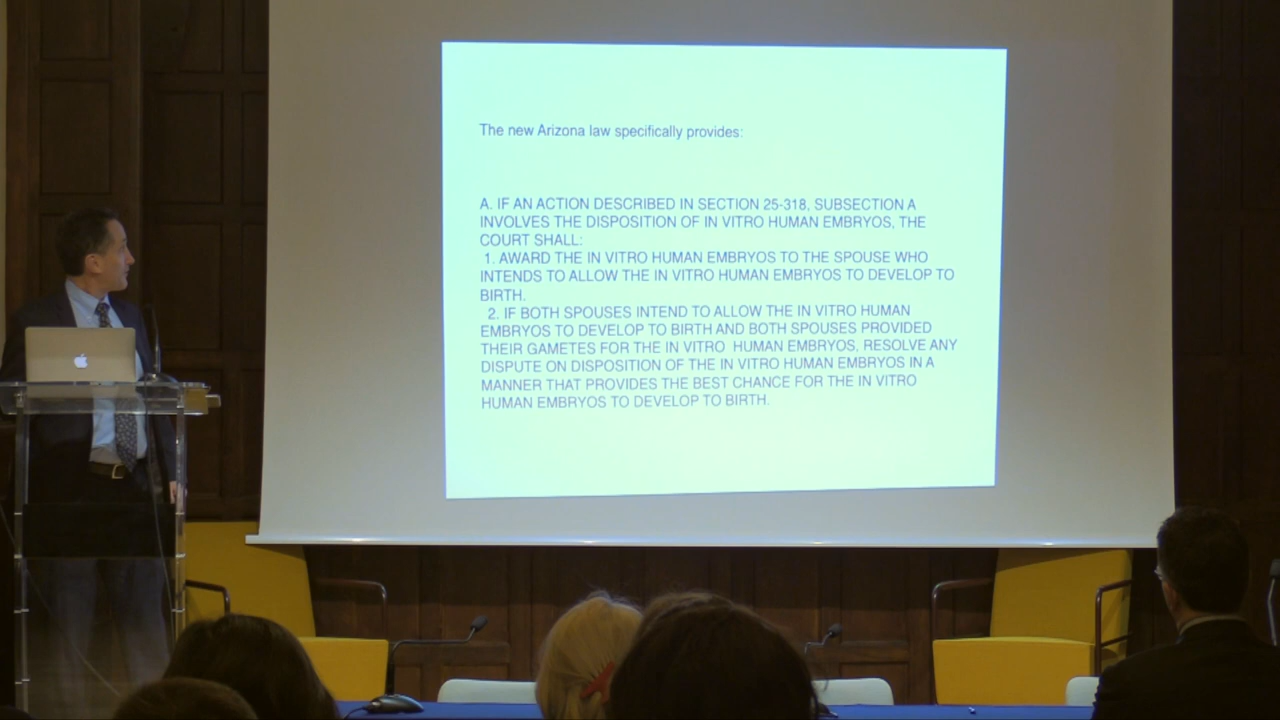 The new Arizona law specifically provides:
A. IF AN ACTION DESCRIBED IN SECTION 25-318, SUBSECTION A
INVOLVES THE DISPOSITION OF IN VITRO HUMAN EMBRYOS, THE
COURT SHALL:
1. AWARD THE IN VITRO HUMAN EMBRYOS TO THE SPOUSE WHO
INTENDS TO ALLOW THE IN VITRO HUMAN EMBRYOS TO DEVELOP TO
BIRTH.
2. IF BOTH SPOUSES INTEND TO ALLOW THE IN VITRO HUMAN
EMBRYOS TO DEVELOP TO BIRTH AND BOTH SPOUSES PROVIDED
THEIR GAMETES FOR THE IN VITRO HUMAN EMBRYOS, RESOLVE ANY
DISPUTE ON DISPOSITION OF THE IN VITRO HUMAN EMBRYOS IN A
MANNER THAT PROVIDES THE BEST CHANCE FOR THE IN VITRO
HUMAN EMBRYOS TO DEVELOP TO BIRTH.